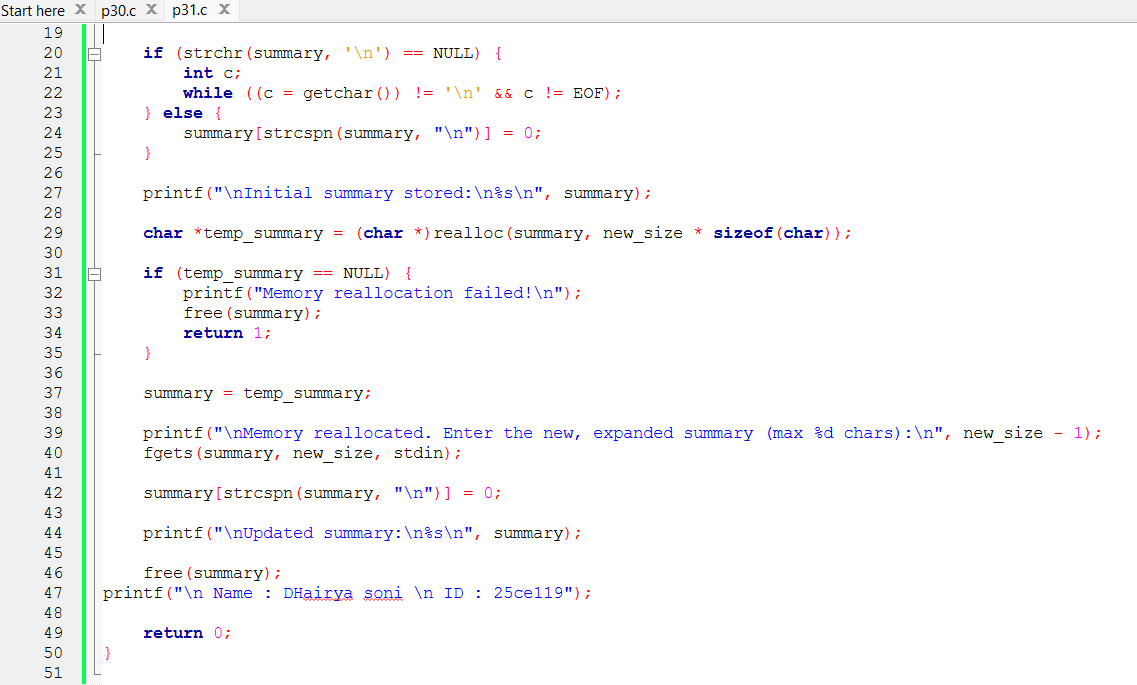 Start here p30.c p31.c
19
20 if (strchr(summary, '\n') == NULL) {
21 int c;
22 while ((c = getchar()) != '\n' && c != EOF);
23 } else {
24 summary[strcspn(summary, "\n")] = 0;
25 }
26
27 printf("\nInitial summary stored:\n%s\n", summary);
28
29 char *temp_summary = (char *)realloc(summary, new_size * sizeof(char));
30
31 if (temp_summary == NULL) {
32 printf("Memory reallocation failed!\n");
33 free(summary);
34 return 1;
35 }
36
37 summary = temp_summary;
38
39 printf("\nMemory reallocated. Enter the new, expanded summary (max %d chars):\n", new_size - 1);
40 fgets(summary, new_size, stdin);
41
42 summary[strcspn(summary, "\n")] = 0;
43
44 printf("\nUpdated summary:\n%s\n", summary);
45
46 free(summary);
47 printf("\n Name : DHairya soni \n ID : 25ce119");
48
49 return 0;
50 }
51